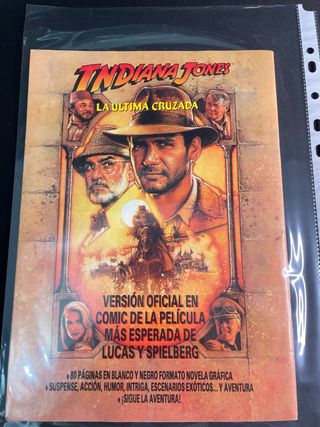 INDIANA JONES
LA ULTIMA CRUZADA
VERSIÓN OFICIAL EN
COMIC DE LA PELÍCULA
MÁS ESPERADA DE
LUCAS Y SPIELBERG
• 80 PÁGINAS EN BLANCO Y NEGRO FORMATO NOVELA GRÁFICA
• SUSPENSE, ACCIÓN, HUMOR, INTRIGA, ESCENARIOS EXÓTICOS... Y AVENTURA
• ¡SIGUE LA AVENTURA!